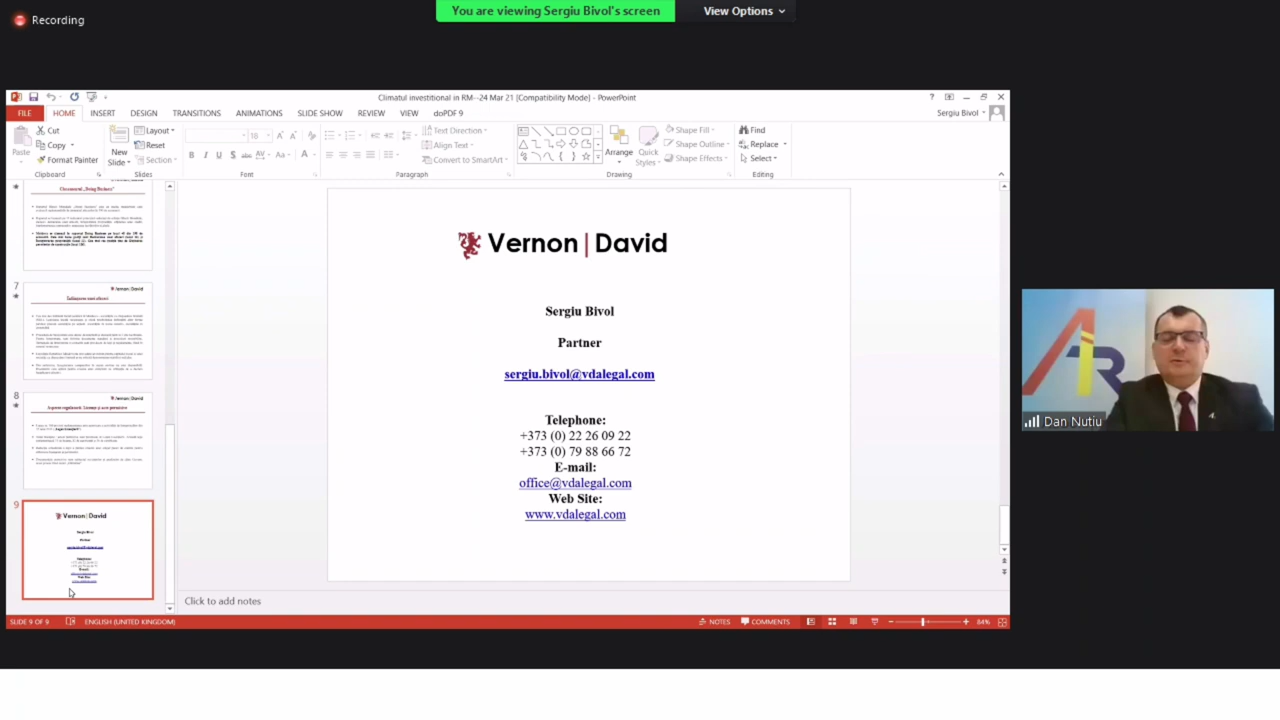 Recording
You are viewing Sergiu Bivol's screen
View Options
Climatul investitional in RM--24 Mar 21 [Compatibility Mode] - PowerPoint
FILE HOME INSERT DESIGN TRANSITIONS ANIMATIONS SLIDE SHOW REVIEW VIEW doPDF 9
Sergiu Bivol
Paste
Cut
Copy
Format Painter
Clipboard
New
Slide
Layout
Reset
Section
Slides
18
Font
Text Direction
Align Text
Convert to SmartArt
Paragraph
Arrange
Quick
Styles
Shape Fill
Shape Outline
Shape Effects
Drawing
Find
Replace
Select
Editing
7
8
9
Vernon|David
Sergiu Bivol
Partner
sergiu.bivol@vdalegal.com
Telephone:
+373 (0) 22 26 09 22
+373 (0) 79 88 66 72
E-mail:
office@vdalegal.com
Web Site:
www.vdalegal.com
Click to add notes
SLIDE 9 OF 9
ENGLISH (UNITED KINGDOM)
NOTES
COMMENTS
84%
AR
Dan Nutiu